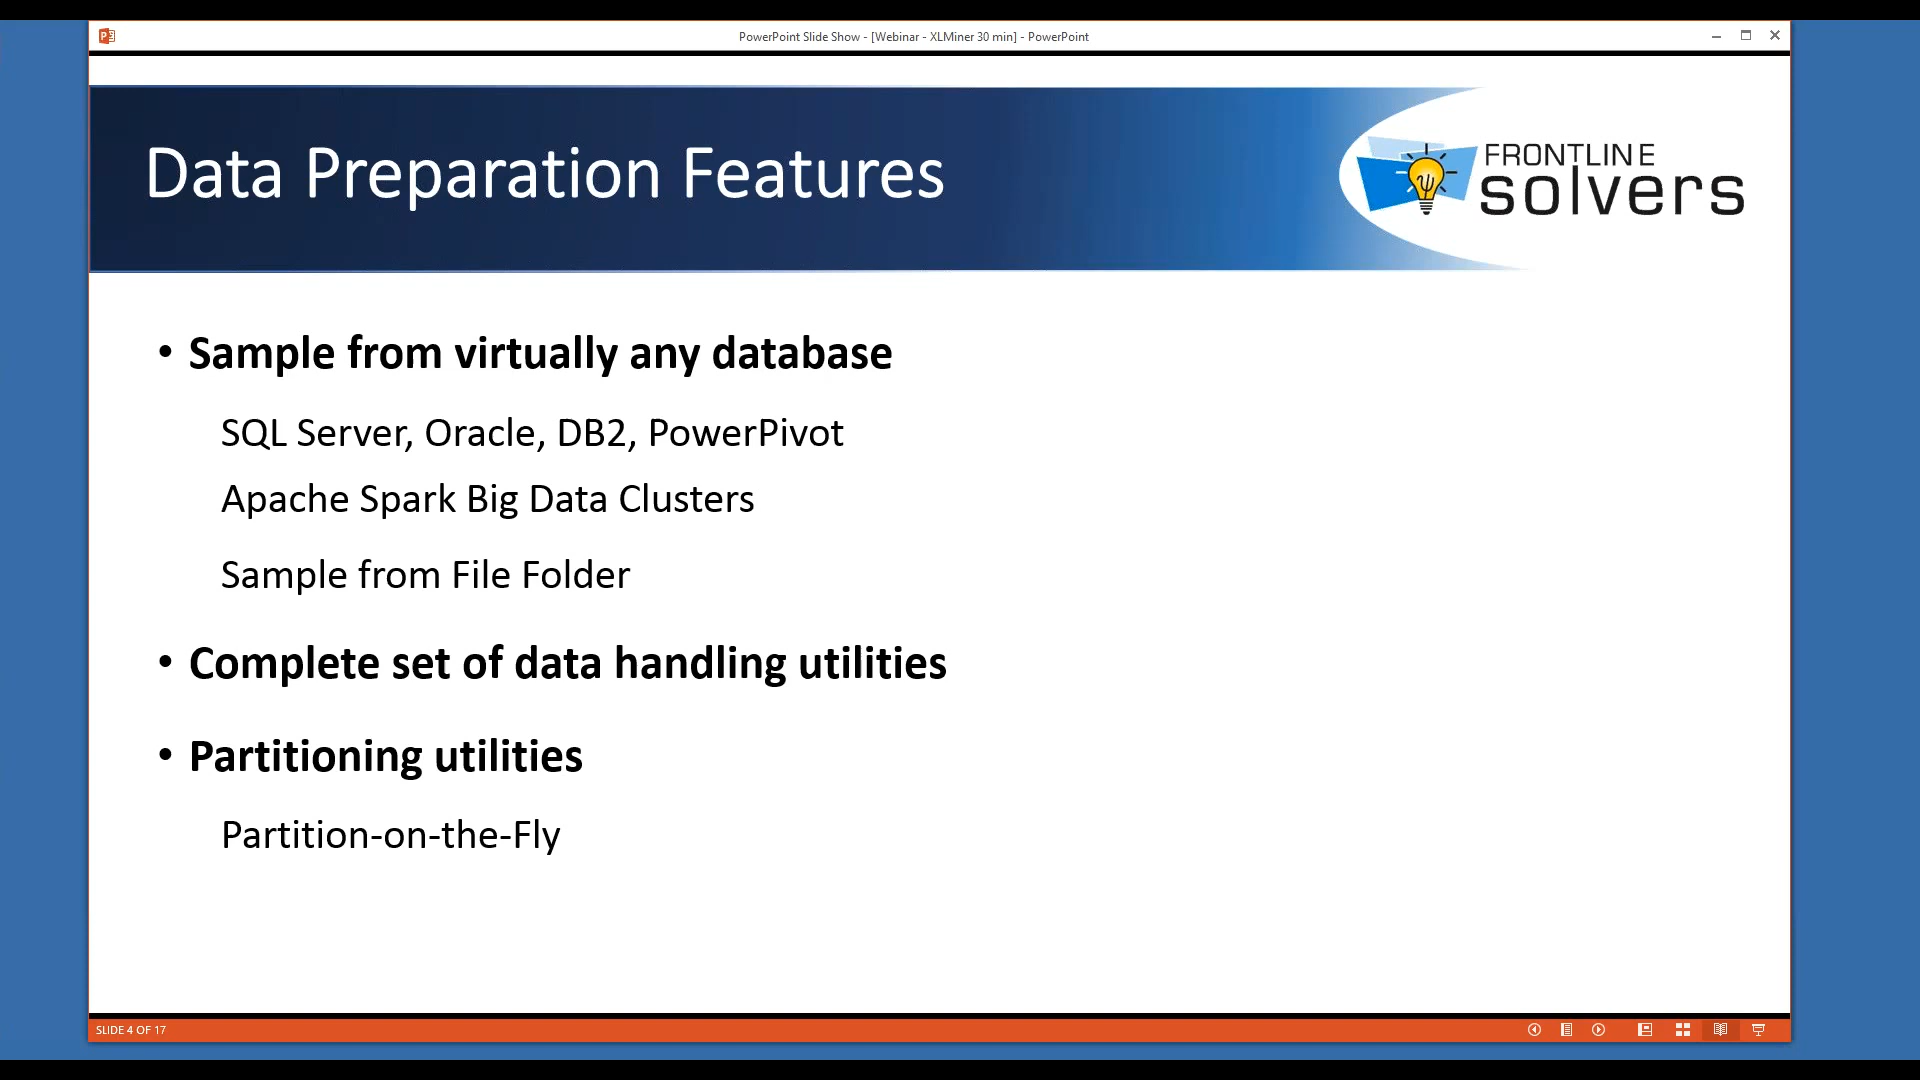 PowerPoint Slide Show - [Webinar - XLMiner 30 min] - PowerPoint
Data Preparation Features
FRONTLINE
solvers
• Sample from virtually any database
SQL Server, Oracle, DB2, PowerPivot
Apache Spark Big Data Clusters
Sample from File Folder
• Complete set of data handling utilities
• Partitioning utilities
Partition-on-the-Fly
SLIDE 4 OF 17